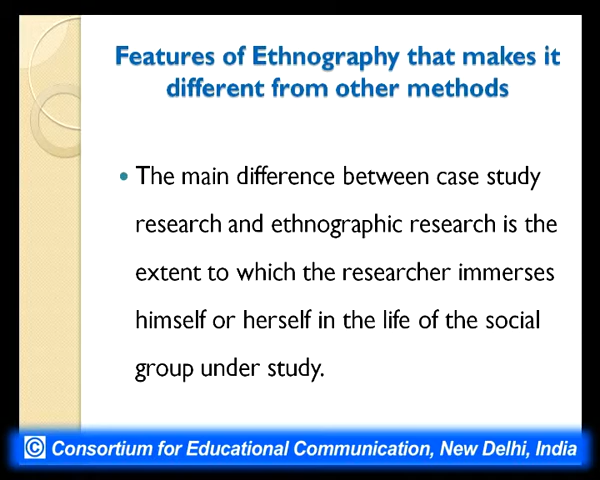 Features of Ethnography that makes it
different from other methods
• The main difference between case study
research and ethnographic research is the
extent to which the researcher immerses
himself or herself in the life of the social
group under study.
© Consortium for Educational Communication, New Delhi, India